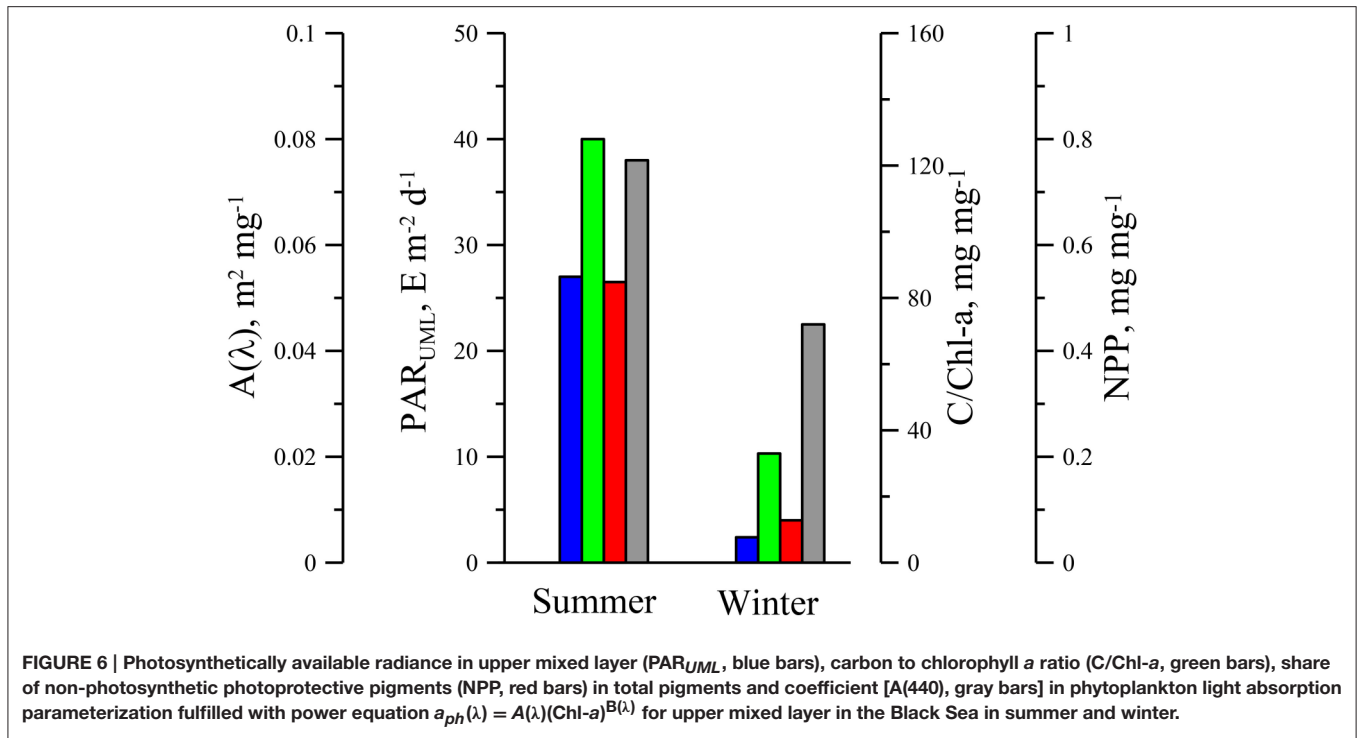 0.1
0.08
0.06
0.04
0.02
0
A(λ), m² mg⁻¹
50
40
30
20
10
0
PAR_UML, E m⁻² d⁻¹
160
120
80
40
0
C/Chl-a, mg mg⁻¹
1
0.8
0.6
0.4
0.2
0
NPP, mg mg⁻¹
Summer
Winter
FIGURE 6 | Photosynthetically available radiance in upper mixed layer (PAR_UML, blue bars), carbon to chlorophyll a ratio (C/Chl-a, green bars), share
of non-photosynthetic photoprotective pigments (NPP, red bars) in total pigments and coefficient [A(440), gray bars] in phytoplankton light absorption
parameterization fulfilled with power equation a_ph(λ) = A(λ)(Chl-a)^B(λ) for upper mixed layer in the Black Sea in summer and winter.